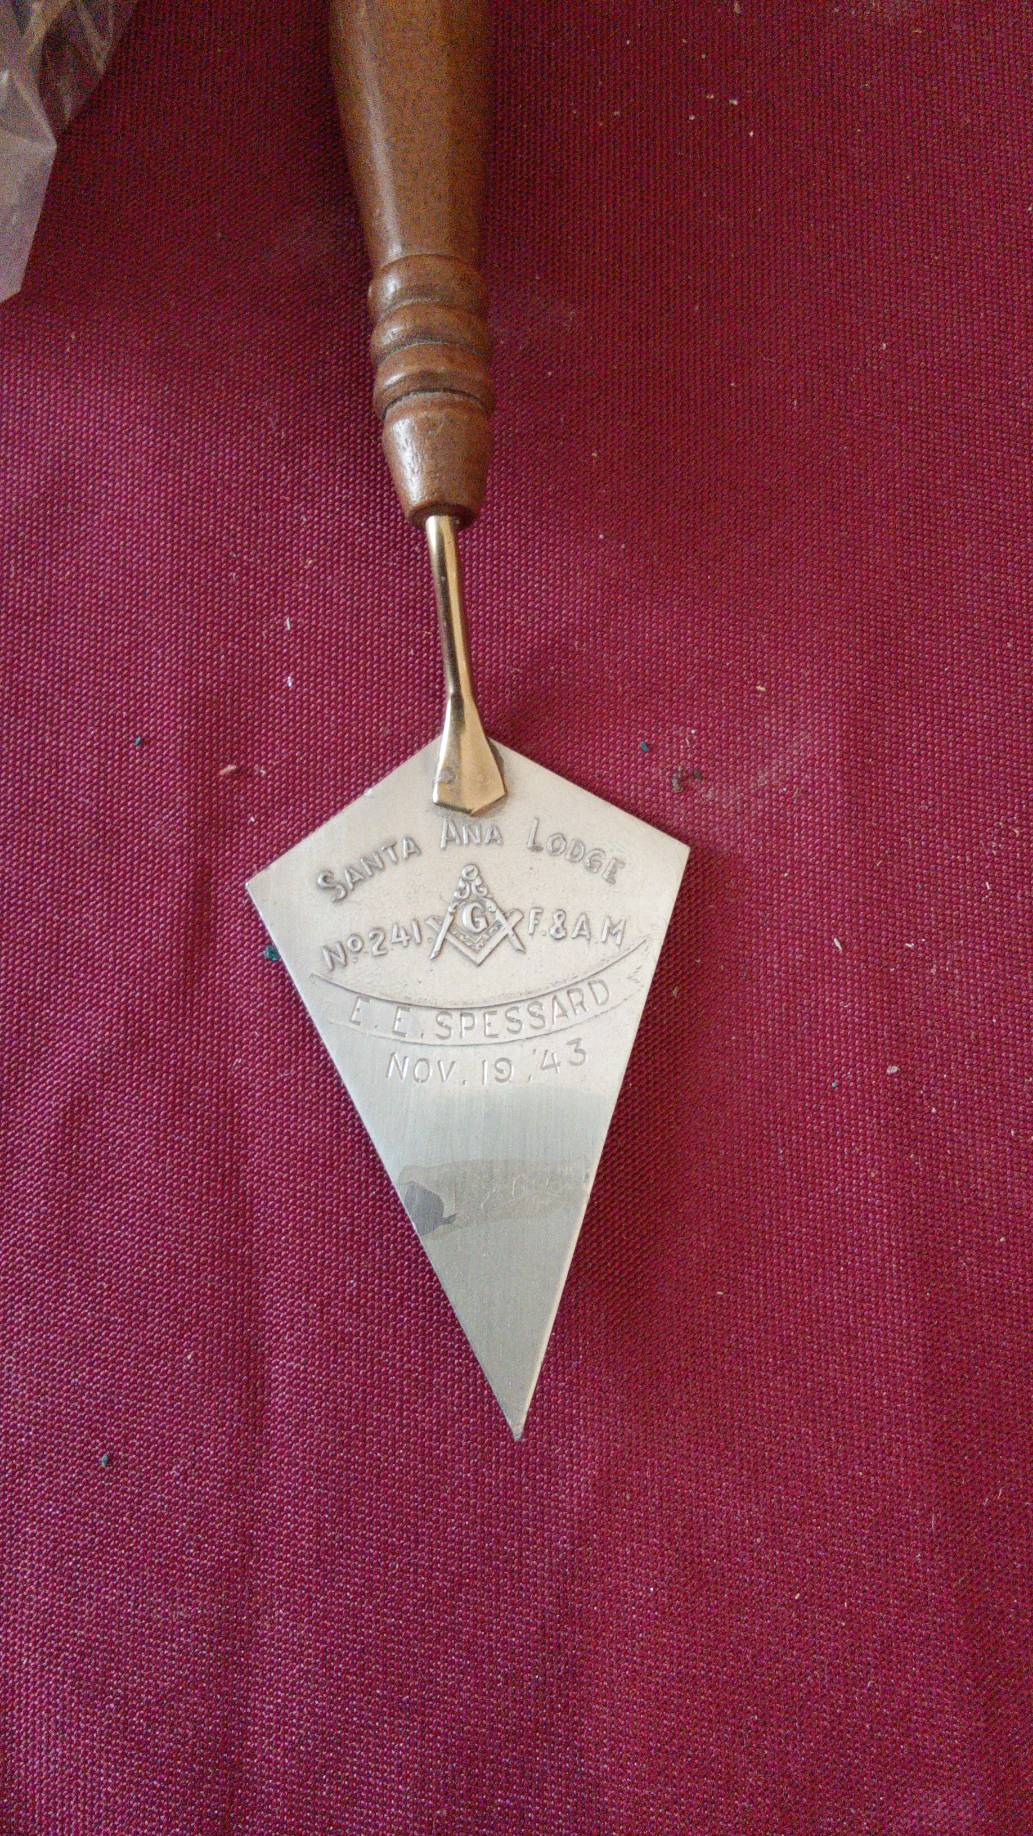 SANTA ANA LODGE
No. 241 G F.&A.M
E. E. SPESSARD
NOV. 19, '43